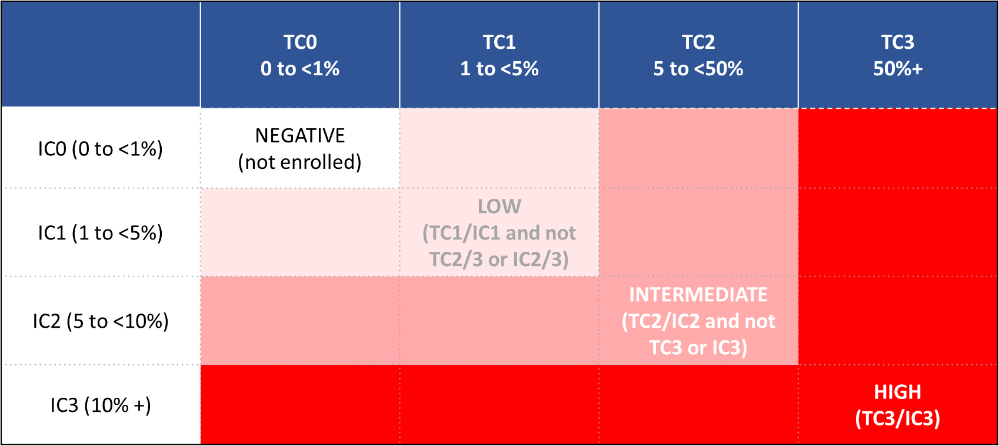 TC0
0 to <1%
TC1
1 to <5%
TC2
5 to <50%
TC3
50%+
IC0 (0 to <1%)
NEGATIVE
(not enrolled)
IC1 (1 to <5%)
LOW
(TC1/IC1 and not
TC2/3 or IC2/3)
IC2 (5 to <10%)
INTERMEDIATE
(TC2/IC2 and not
TC3 or IC3)
IC3 (10% +)
HIGH
(TC3/IC3)